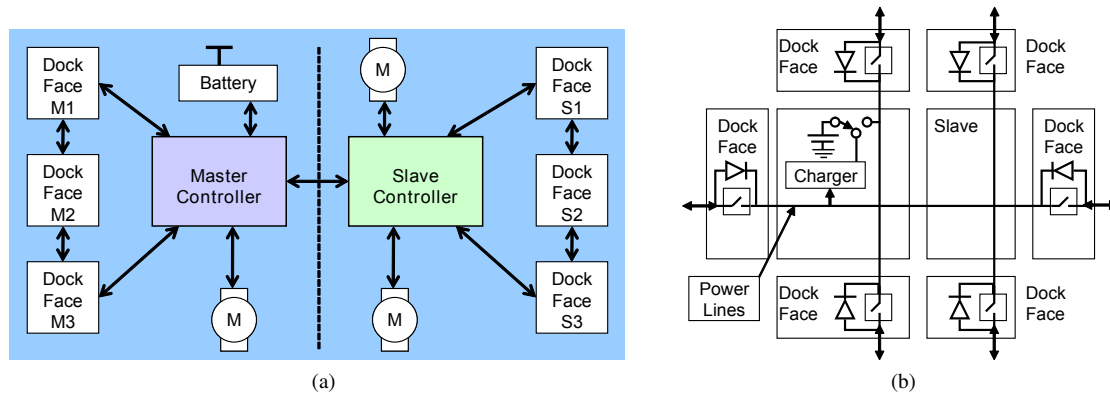 Dock
Face
M1
Battery
M
Dock
Face
S1
Dock
Face
M2
Master
Controller
Slave
Controller
Dock
Face
S2
Dock
Face
M3
M
M
Dock
Face
S3
(a)
Dock
Face
Dock
Face
Dock
Face
Charger
Slave
Dock
Face
Power
Lines
Dock
Face
Dock
Face
(b)